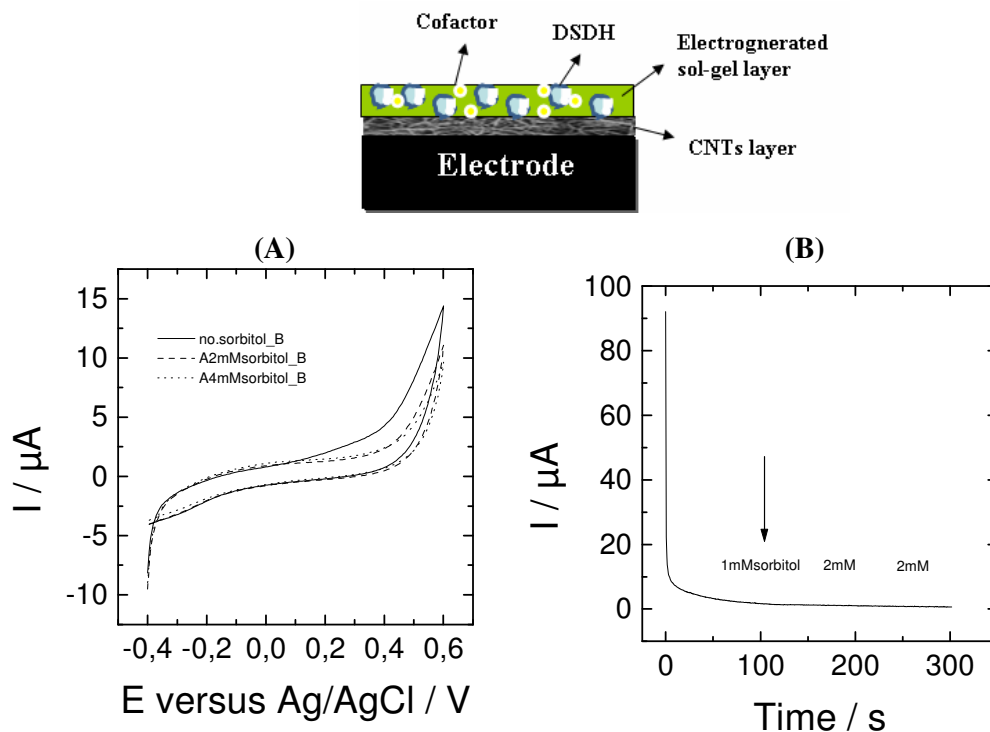 Cofactor
DSDH
Electrognerated
sol-gel layer
CNTs layer
Electrode
(A)
(B)
15
10
5
0
-5
-10
no.sorbitol_B
A2mMsorbitol_B
A4mMsorbitol_B
I / µA
-0,4 -0,2 0,0 0,2 0,4 0,6
E versus Ag/AgCl / V
100
80
60
40
20
0
I / µA
1mMsorbitol 2mM 2mM
0 100 200 300
Time / s